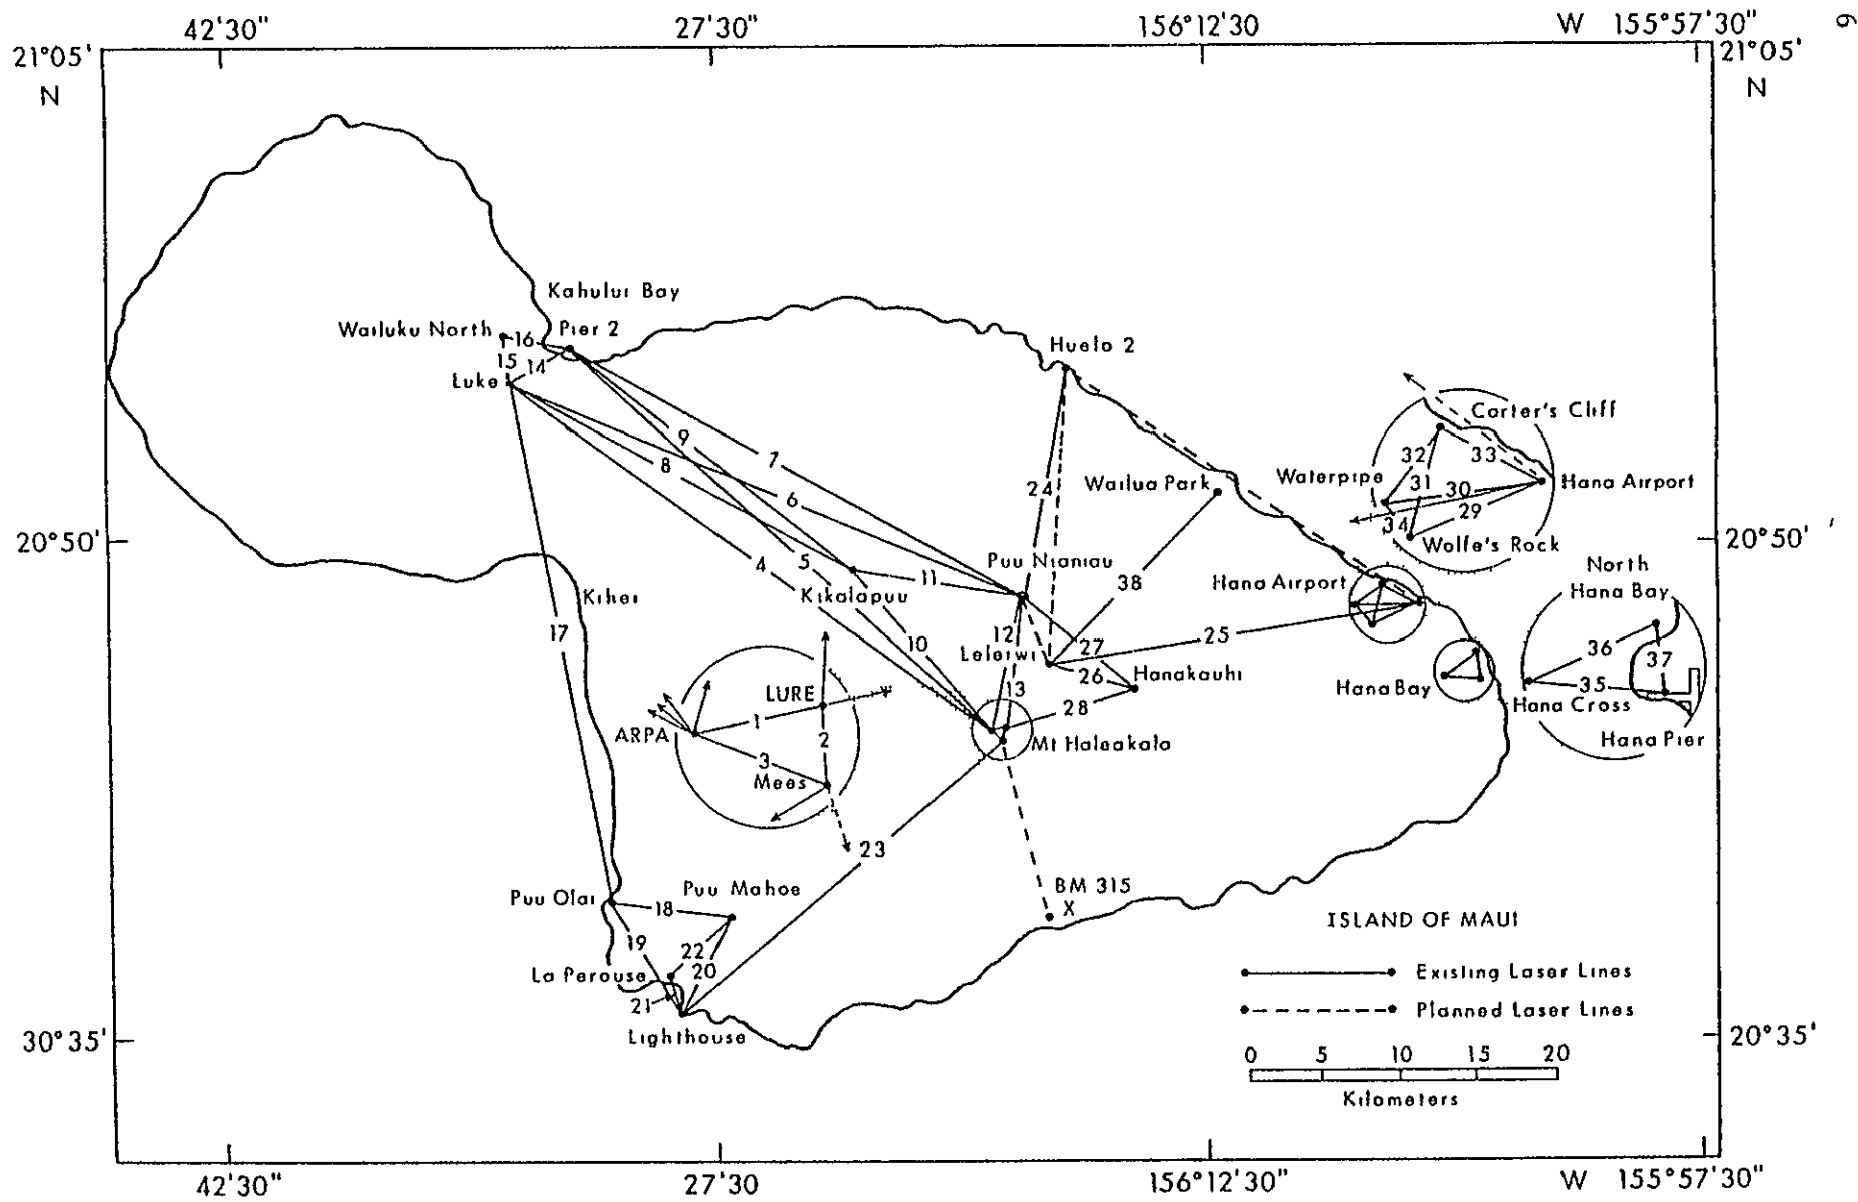 42'30"
27'30"
156°12'30
W 155°57'30"
6
21°05'
N
21°05'
N
Kahului Bay
Wailuku North
16
Pier 2
15
14
Luke
Huelo 2
9
7
8
6
24
Wailua Park
Carter's Cliff
32
33
Waterpipe
31
30
Hana Airport
29
34
Wolfe's Rock
20°50'
20°50'
4
5
11
Puu Nianiau
Kikalapuu
38
Hana Airport
North
Hana Bay
Kihei
17
10
12
Leleiwi
27
25
36
37
26
Hanakauhi
13
28
Hana Bay
35
Hana Cross
Hana Pier
LURE
1
ARPA
2
3
Mees
Mt Haleakala
23
Puu Olai
18
Puu Mahoe
BM 315
X
19
22
La Perouse
20
21
Lighthouse
ISLAND OF MAUI
Existing Laser Lines
Planned Laser Lines
0 5 10 15 20
Kilometers
30°35'
20°35'
42'30"
27'30
156°12'30"
W 155°57'30"